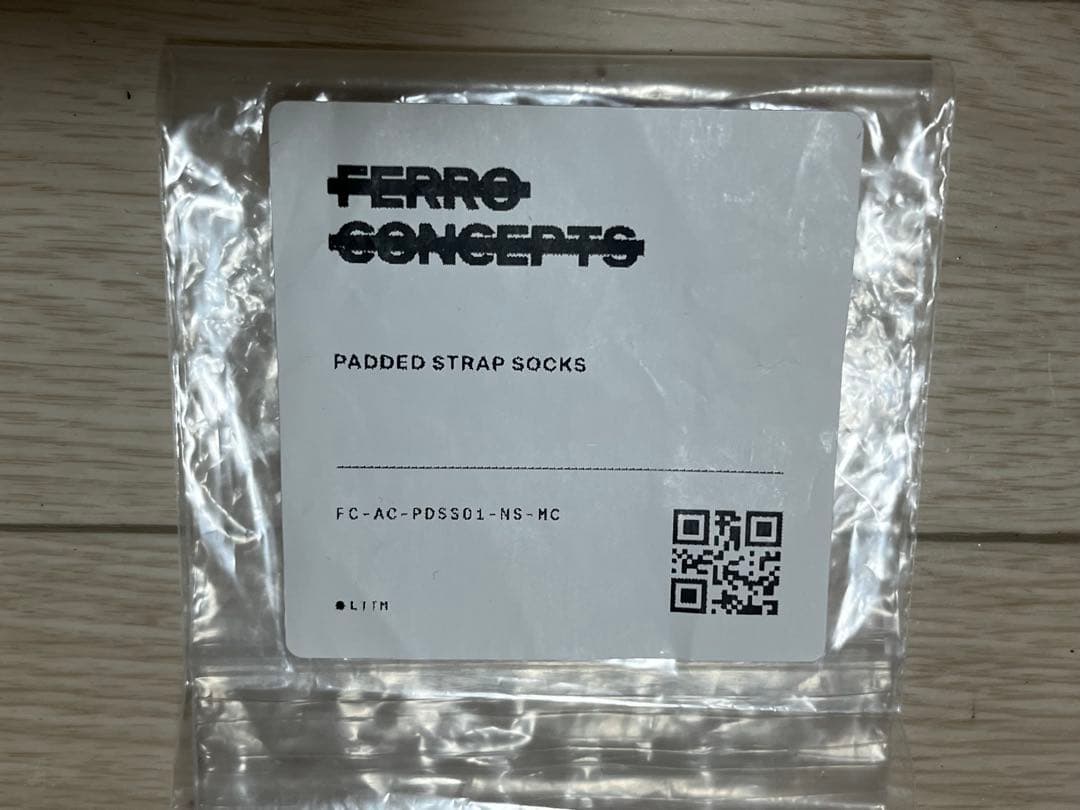 FERRO
CONCEPTS
PADDED STRAP SOCKS
FC-AC-PDSS01-NS-MC
LTTM